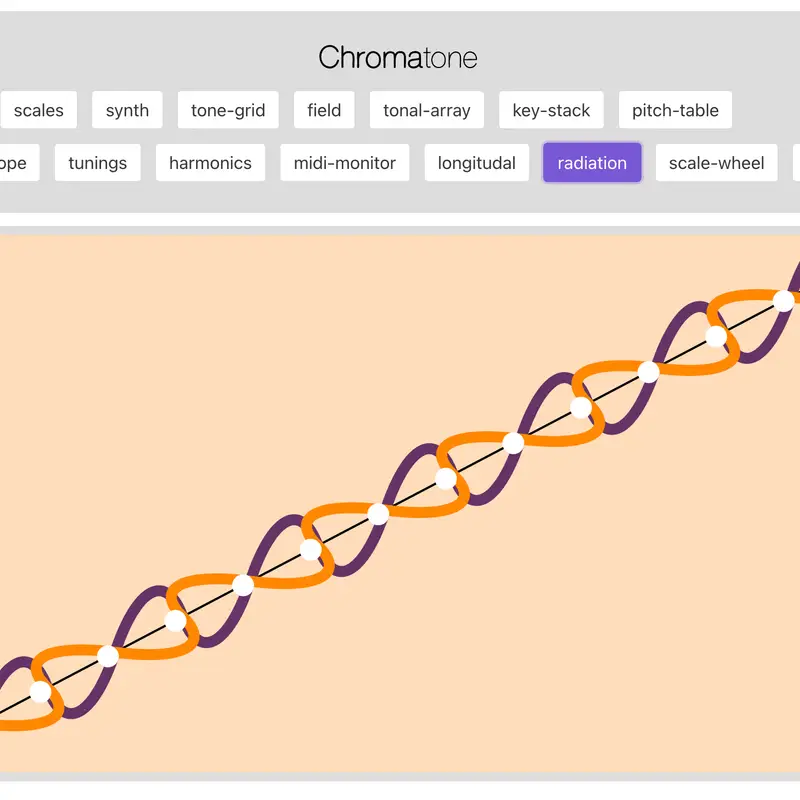 Chromatone
scales synth tone-grid field tonal-array key-stack pitch-table
ope tunings harmonics midi-monitor longitudal radiation scale-wheel